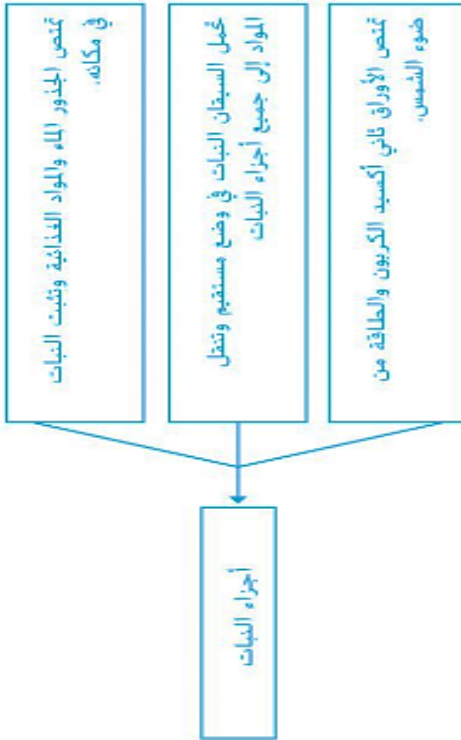 تمتص الجذور الماء والمواد الغذائية وتثبت النبات
في مكانه.
تحمل السيقان النبات في وضع مستقيم وتنقل
المواد إلى جميع أجزاء النبات
تمتص الأوراق ثاني أكسيد الكربون والطاقة من
ضوء الشمس.
أجزاء النبات